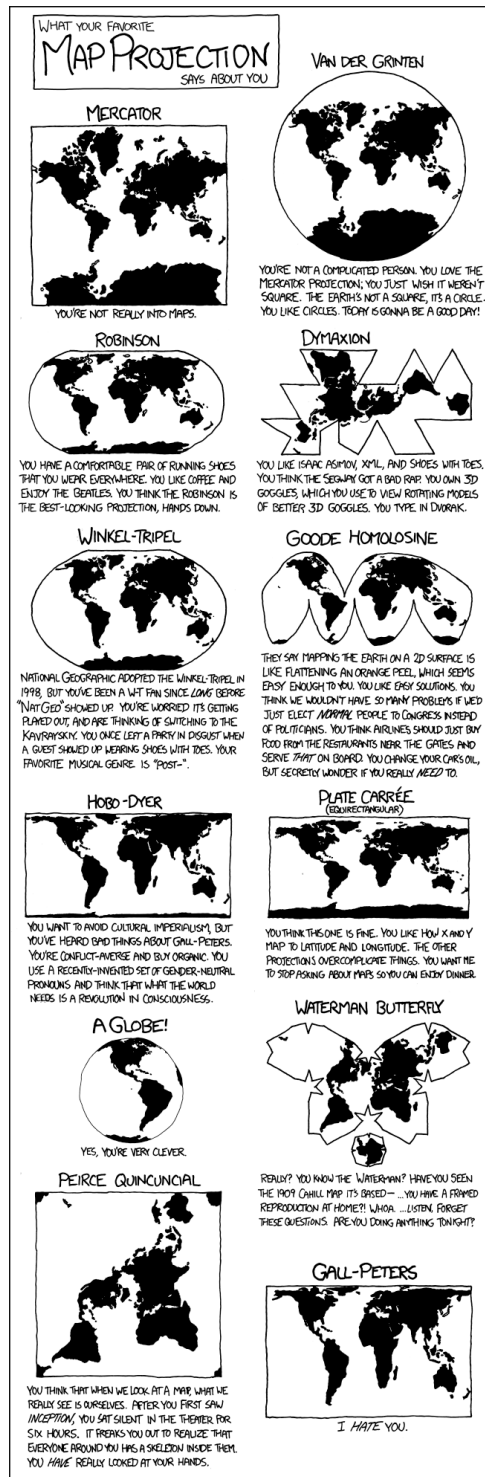 WHAT YOUR FAVORITE
MAP PROJECTION
SAYS ABOUT YOU
MERCATOR
YOU'RE NOT REALLY INTO MAPS.
VAN DER GRINTEN
YOU'RE NOT A COMPLICATED PERSON. YOU LOVE THE
MERCATOR PROJECTION; YOU JUST WISH IT WEREN'T
SQUARE. THE EARTH'S NOT A SQUARE, IT'S A CIRCLE.
YOU LIKE CIRCLES. TODAY IS GONNA BE A GOOD DAY!
ROBINSON
YOU HAVE A COMFORTABLE PAIR OF RUNNING SHOES
THAT YOU WEAR EVERYWHERE. YOU LIKE COFFEE AND
ENJOY THE BEATLES. YOU THINK THE ROBINSON IS
THE BEST-LOOKING PROJECTION, HANDS DOWN.
DYMAXION
YOU LIKE ISAAC ASIMOV, XML, AND SHOES WITH TOES.
YOU THINK THE SEGWAY GOT A BAD RAP. YOU OWN 3D
GOGGLES, WHICH YOU USE TO VIEW ROTATING MODELS
OF BETTER 3D GOGGLES. YOU TYPE IN DVORAK.
WINKEL-TRIPEL
NATIONAL GEOGRAPHIC ADOPTED THE WINKEL-TRIPEL IN
1998, BUT YOU'VE BEEN A W-T FAN SINCE LONG BEFORE
"NAT GEO" SHOWED UP. YOU'RE WORRIED IT'S GETTING
PLAYED OUT, AND ARE THINKING OF SWITCHING TO THE
KAVRAYSKIY. YOU ONCE LEFT A PARTY IN DISGUST WHEN
A GUEST SHOWED UP WEARING SHOES WITH TOES. YOUR
FAVORITE MUSICAL GENRE IS "POST-".
GOODE HOMOLOSINE
THEY SAY MAPPING THE EARTH ON A 2D SURFACE IS
LIKE FLATTENING AN ORANGE PEEL, WHICH SEEMS
EASY ENOUGH TO YOU. YOU LIKE EASY SOLUTIONS. YOU
THINK WE WOULDN'T HAVE SO MANY PROBLEMS IF WE'D
JUST ELECT NORMAL PEOPLE TO CONGRESS INSTEAD
OF POLITICIANS. YOU THINK AIRLINES SHOULD JUST BUY
FOOD FROM THE RESTAURANTS NEAR THE GATES AND
SERVE THAT ON BOARD. YOU CHANGE YOUR CAR'S OIL,
BUT SECRETLY WONDER IF YOU REALLY NEED TO.
HOBO-DYER
YOU WANT TO AVOID CULTURAL IMPERIALISM, BUT
YOU'VE HEARD BAD THINGS ABOUT GALL-PETERS.
YOU'RE CONFLICT-AVERSE AND BUY ORGANIC. YOU
USE A RECENTLY-INVENTED SET OF GENDER-NEUTRAL
PRONOUNS AND THINK THAT WHAT THE WORLD
NEEDS IS A REVOLUTION IN CONSCIOUSNESS.
PLATE CARRÉE
(EQUIRECTANGULAR)
YOU THINK THIS ONE IS FINE. YOU LIKE HOW X AND Y
MAP TO LATITUDE AND LONGITUDE. THE OTHER
PROJECTIONS OVERCOMPLICATE THINGS. YOU WANT ME
TO STOP ASKING ABOUT MAPS SO YOU CAN ENJOY DINNER.
A GLOBE!
YES, YOU'RE VERY CLEVER.
WATERMAN BUTTERFLY
REALLY? YOU KNOW THE WATERMAN? HAVE YOU SEEN
THE 1909 CAHILL MAP IT'S BASED— ...YOU HAVE A FRAMED
REPRODUCTION AT HOME?! WHOA. ...LISTEN, FORGET
THESE QUESTIONS. ARE YOU DOING ANYTHING TONIGHT?
PEIRCE QUINCUNCIAL
YOU THINK THAT WHEN WE LOOK AT A MAP, WHAT WE
REALLY SEE IS OURSELVES. AFTER YOU FIRST SAW
INCEPTION, YOU SAT SILENT IN THE THEATER FOR
SIX HOURS. IT FREAKS YOU OUT TO REALIZE THAT
EVERYONE AROUND YOU HAS A SKELETON INSIDE THEM.
YOU HAVE REALLY LOOKED AT YOUR HANDS.
GALL-PETERS
I HATE YOU.